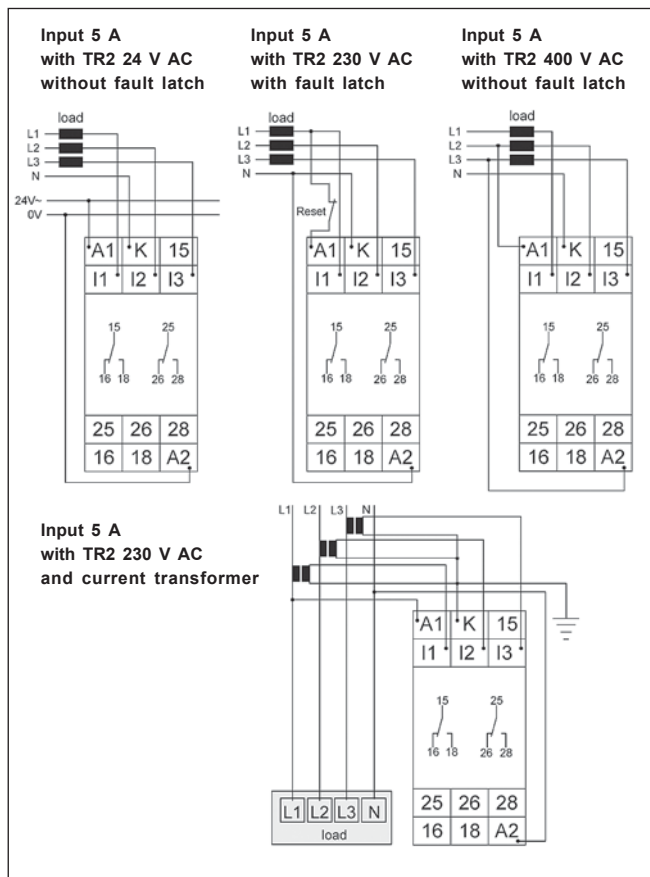 Input 5 A
with TR2 24 V AC
without fault latch
load
L1
L2
L3
N
24V~
0V
A1 K 15
I1 I2 I3
15 25
16 18 26 28
25 26 28
16 18 A2
Input 5 A
with TR2 230 V AC
with fault latch
load
L1
L2
L3
N
Reset
A1 K 15
I1 I2 I3
15 25
16 18 26 28
25 26 28
16 18 A2
Input 5 A
with TR2 400 V AC
without fault latch
load
L1
L2
L3
N
A1 K 15
I1 I2 I3
15 25
16 18 26 28
25 26 28
16 18 A2
Input 5 A
with TR2 230 V AC
and current transformer
L1 L2 L3 N
A1 K 15
I1 I2 I3
15 25
16 18 26 28
25 26 28
16 18 A2
L1 L2 L3 N
load